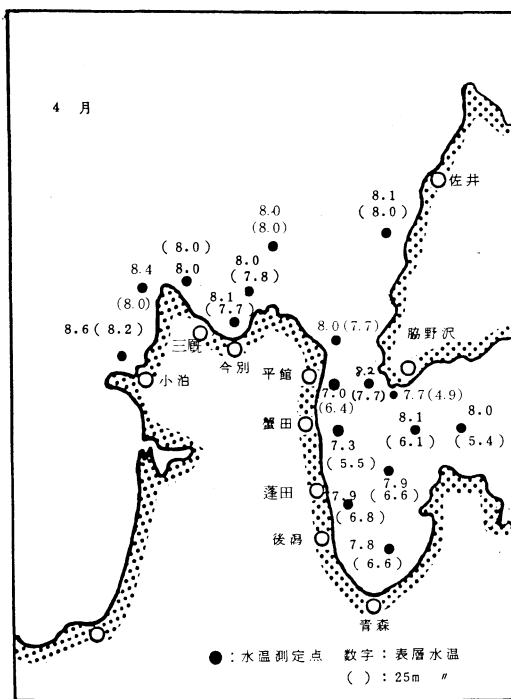 4 月
佐井
8.1
(8.0)
8.0
(8.0)
(8.0)
8.0
8.0
(7.8)
8.4
(8.0)
8.1
(7.7)
8.6(8.2)
三厩
今別
小泊
8.0(7.7)
脇野沢
平館
7.0
(6.4)
8.2
(7.7)
7.7(4.9)
蟹田
7.3
(5.5)
8.1
(6.1)
8.0
(5.4)
蓬田
7.9
(6.8)
7.9
(6.6)
後潟
7.8
(6.6)
青森
●:水温測定点 数字:表層水温
( ):25m 〃